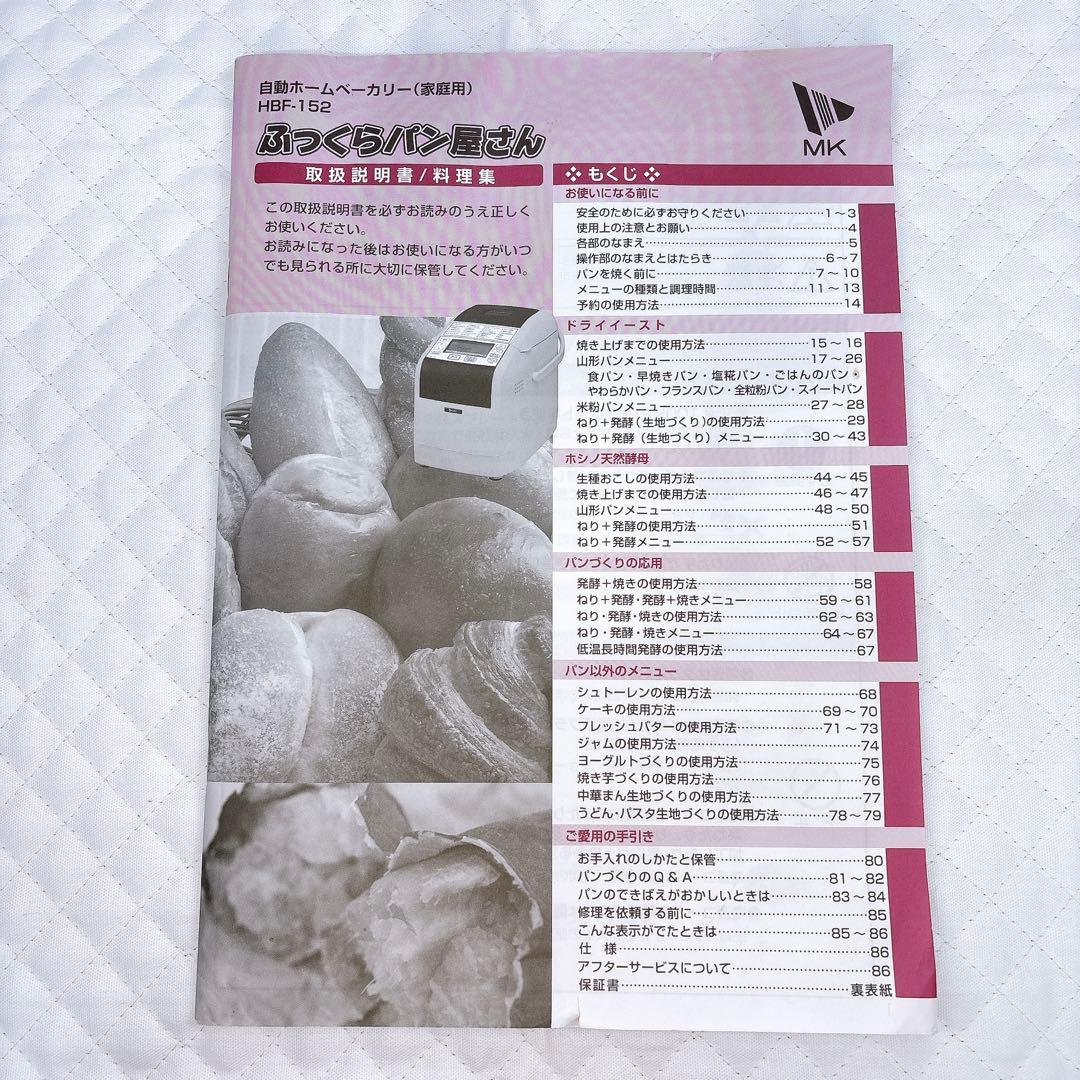 自動ホームベーカリー(家庭用)
HBF-152
ふっくらパン屋さん
取扱説明書/料理集
この取扱説明書を必ずお読みのうえ正しく
お使いください。
お読みになった後はお使いになる方がいつ
でも見られる所に大切に保管してください。
MK
もくじ
お使いになる前に
安全のために必ずお守りください……………………1～3
使用上の注意とお願い……………………4
各部のなまえ……………………5
操作部のなまえとはたらき……………………6～7
パンを焼く前に……………………7～10
メニューの種類と調理時間……………………11～13
予約の使用方法……………………14
ドライイースト
焼き上げまでの使用方法……………………15～16
山形パンメニュー……………………17～26
食パン・早焼きパン・塩糀パン・ごはんのパン
やわらかパン・フランスパン・全粒粉パン・スイートパン
米粉パンメニュー……………………27～28
ねり+発酵(生地づくり)の使用方法……………………29
ねり+発酵(生地づくり)メニュー…………30～43
ホシノ天然酵母
生種おこしの使用方法……………………44～45
焼き上げまでの使用方法……………………46～47
山形パンメニュー……………………48～50
ねり+発酵の使用方法……………………51
ねり+発酵メニュー……………………52～57
パンづくりの応用
発酵+焼きの使用方法……………………58
ねり+発酵・発酵+焼きメニュー……………………59～61
ねり・発酵・焼きの使用方法……………………62～63
ねり・発酵・焼きメニュー……………………64～67
低温長時間発酵の使用方法……………………67
パン以外のメニュー
シュトーレンの使用方法……………………68
ケーキの使用方法……………………69～70
フレッシュバターの使用方法……………………71～73
ジャムの使用方法……………………74
ヨーグルトづくりの使用方法……………………75
焼き芋づくりの使用方法……………………76
中華まん生地づくりの使用方法……………………77
うどん・パスタ生地づくりの使用方法…………78～79
ご愛用の手引き
お手入れのしかたと保管……………………80
パンづくりのQ&A……………………81～82
パンのできばえがおかしいときは……………………83～84
修理を依頼する前に……………………85
こんな表示がでたときは……………………85～86
仕 様……………………86
アフターサービスについて……………………86
保証書……………………裏表紙